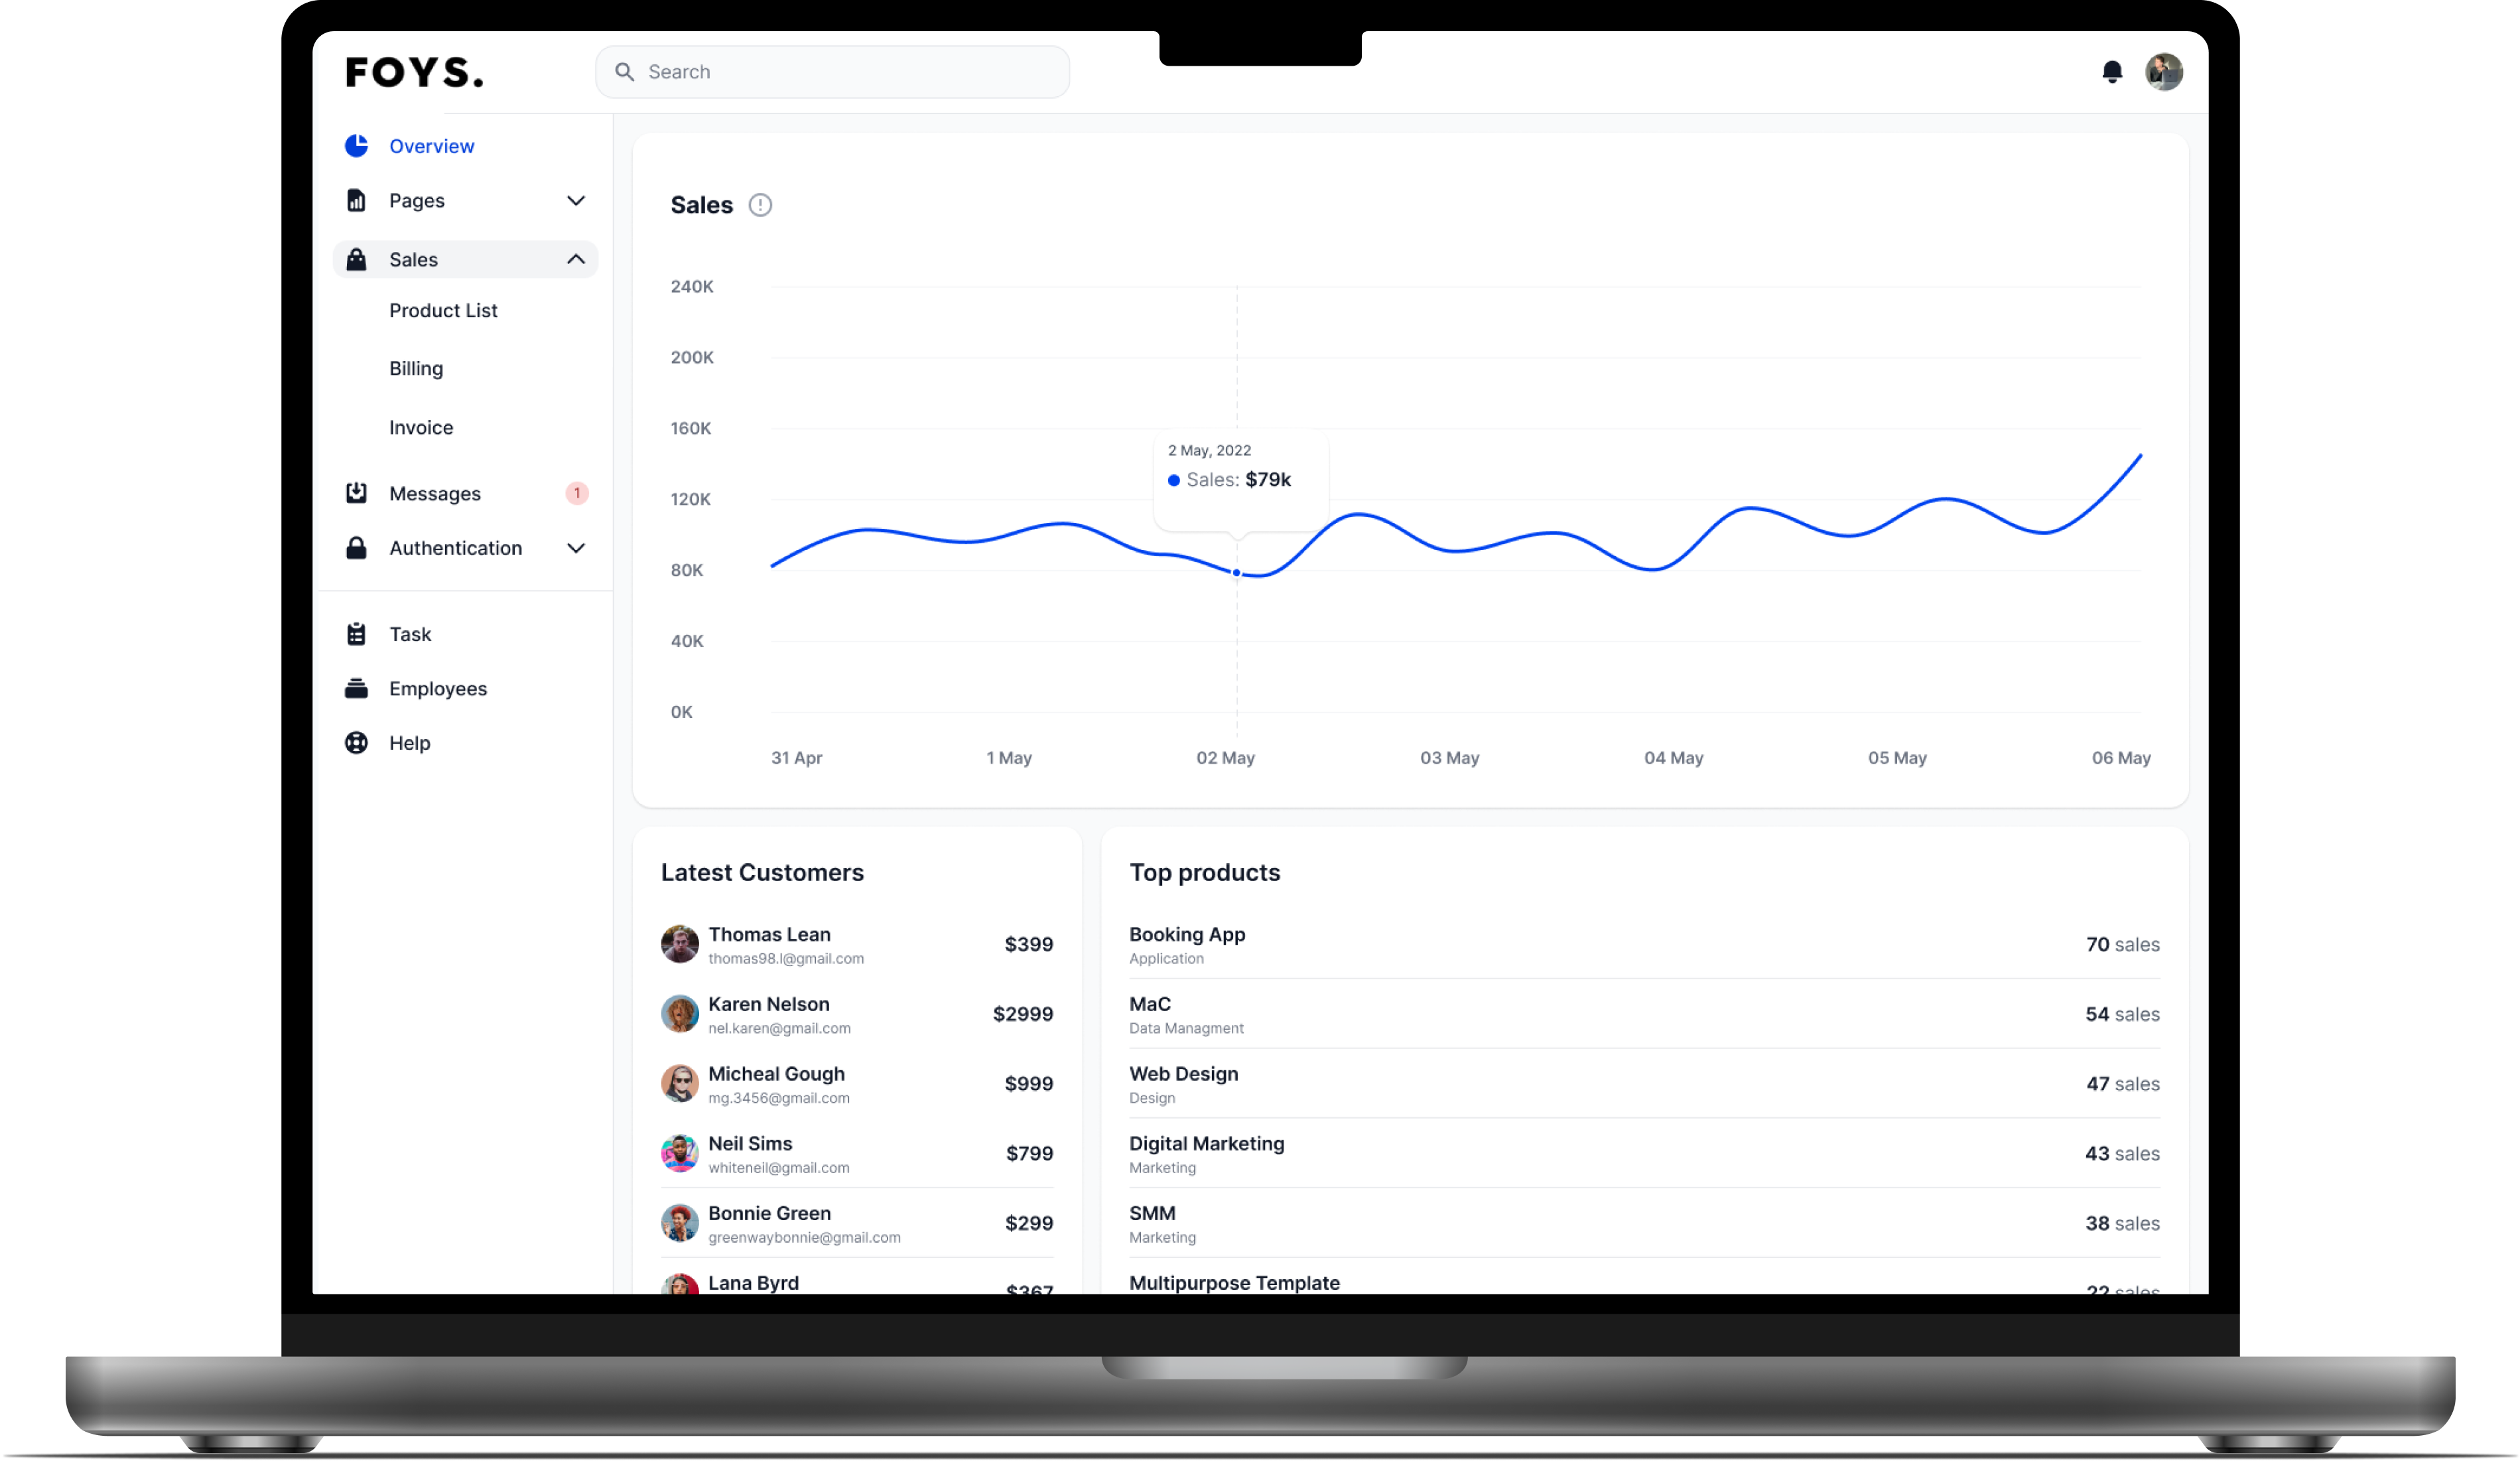 FOYS.
Search
Overview
Pages
Sales
Product List
Billing
Invoice
Messages 1
Authentication
Task
Employees
Help
Sales
240K
200K
160K
120K
80K
40K
0K
2 May, 2022
Sales: $79k
31 Apr 1 May 02 May 03 May 04 May 05 May 06 May
Latest Customers
Thomas Lean
thomas98.l@gmail.com
$399
Karen Nelson
nel.karen@gmail.com
$2999
Micheal Gough
mg.3456@gmail.com
$999
Neil Sims
whiteneil@gmail.com
$799
Bonnie Green
greenwaybonnie@gmail.com
$299
Lana Byrd
$367
Top products
Booking App
Application
70 sales
MaC
Data Managment
54 sales
Web Design
Design
47 sales
Digital Marketing
Marketing
43 sales
SMM
Marketing
38 sales
Multipurpose Template
22 sales